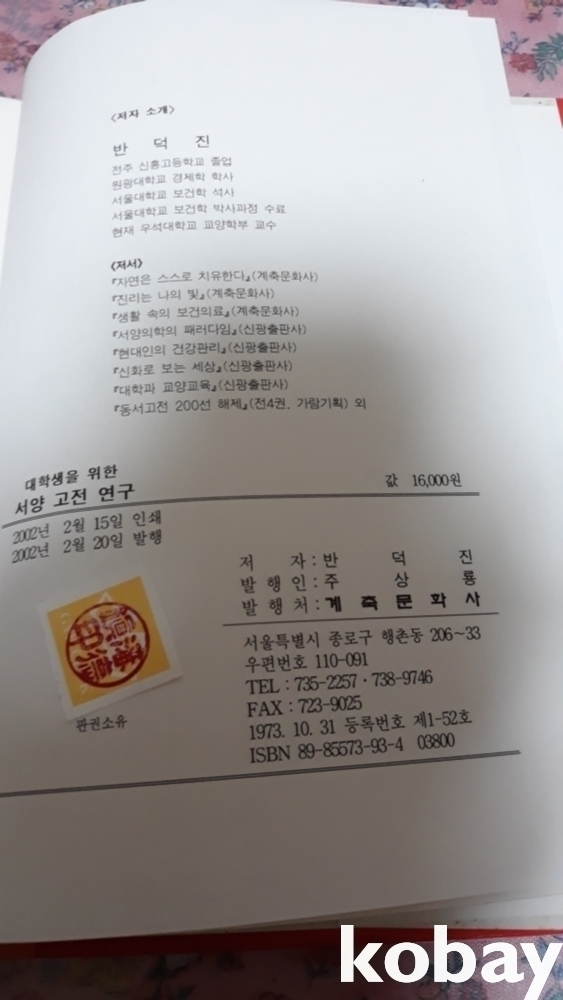 <저자 소개>
반 덕 진
전주 신흥고등학교 졸업
원광대학교 경제학 학사
서울대학교 보건학 석사
서울대학교 보건학 박사과정 수료
현재 우석대학교 교양학부 교수
<저서>
『자연은 스스로 치유한다』(계축문화사)
『진리는 나의 빛』(계축문화사)
『생활 속의 보건의료』(계축문화사)
『서양의학의 패러다임』(신광출판사)
『현대인의 건강관리』(신광출판사)
『신화로 보는 세상』(신광출판사)
『대학과 교양교육』(신광출판사)
『동서고전 200선 해제』(전4권, 가람기획) 외
대학생을 위한
서양 고전 연구
값 16,000원
2002년 2월 15일 인쇄
2002년 2월 20일 발행
저 자 : 반 덕 진
발 행 인 : 주 상 룡
발 행 처 : 계 축 문 화 사
서울특별시 종로구 행촌동 206~33
우편번호 110-091
TEL : 735-2257 · 738-9746
FAX : 723-9025
1973. 10. 31 등록번호 제1-52호
ISBN 89-85573-93-4 03800
판권소유
kobay